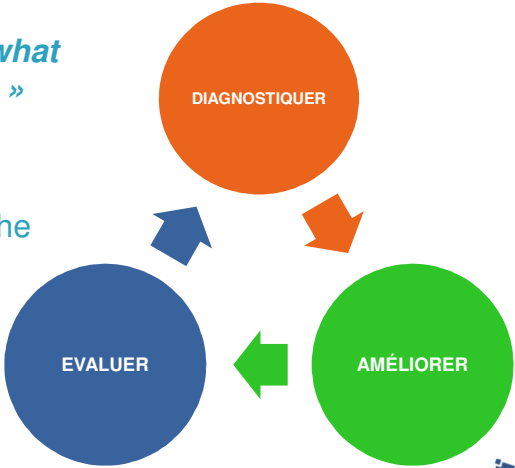 what
»
DIAGNOSTIQUER
he
EVALUER
AMÉLIORER